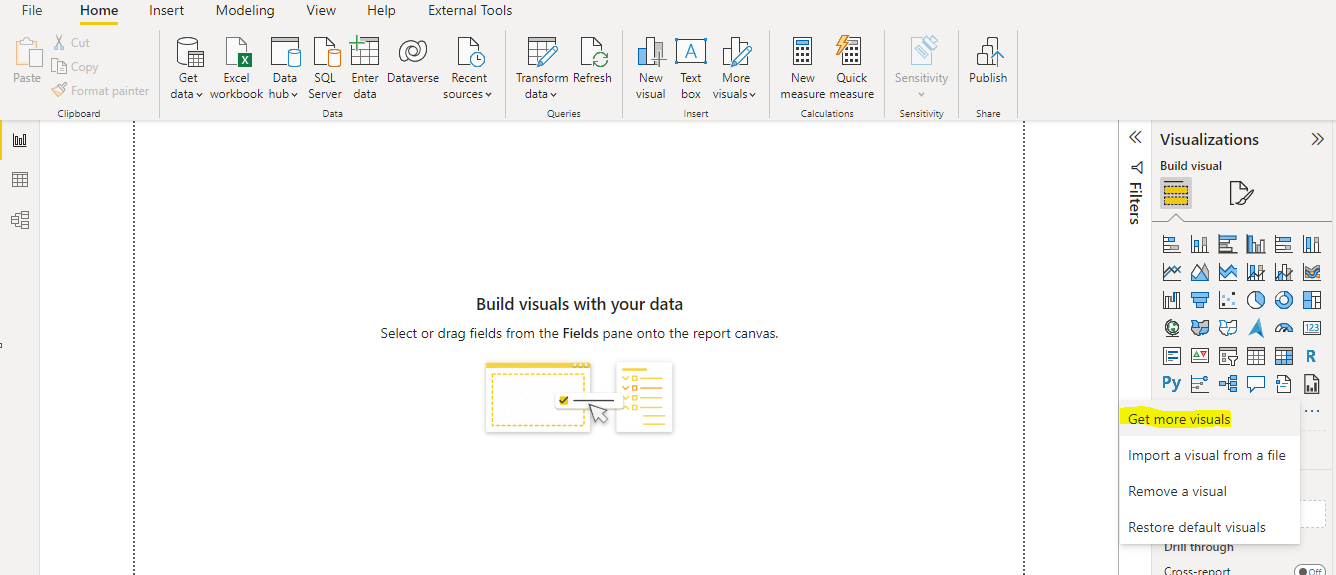 File Home Insert Modeling View Help External Tools
Paste
Cut
Copy
Format painter
Clipboard
Get
data
Excel
workbook
Data
hub
SQL
Server
Enter
data
Dataverse
Recent
sources
Data
Transform
data
Refresh
Queries
New
visual
A
Text
box
More
visuals
Insert
New
measure
Quick
measure
Calculations
Sensitivity
Sensitivity
Publish
Share
Filters
Visualizations
Build visual
123
R
Py
Build visuals with your data
Select or drag fields from the Fields pane onto the report canvas.
Get more visuals
Import a visual from a file
Remove a visual
Restore default visuals
Drill through
Cross-report
Off